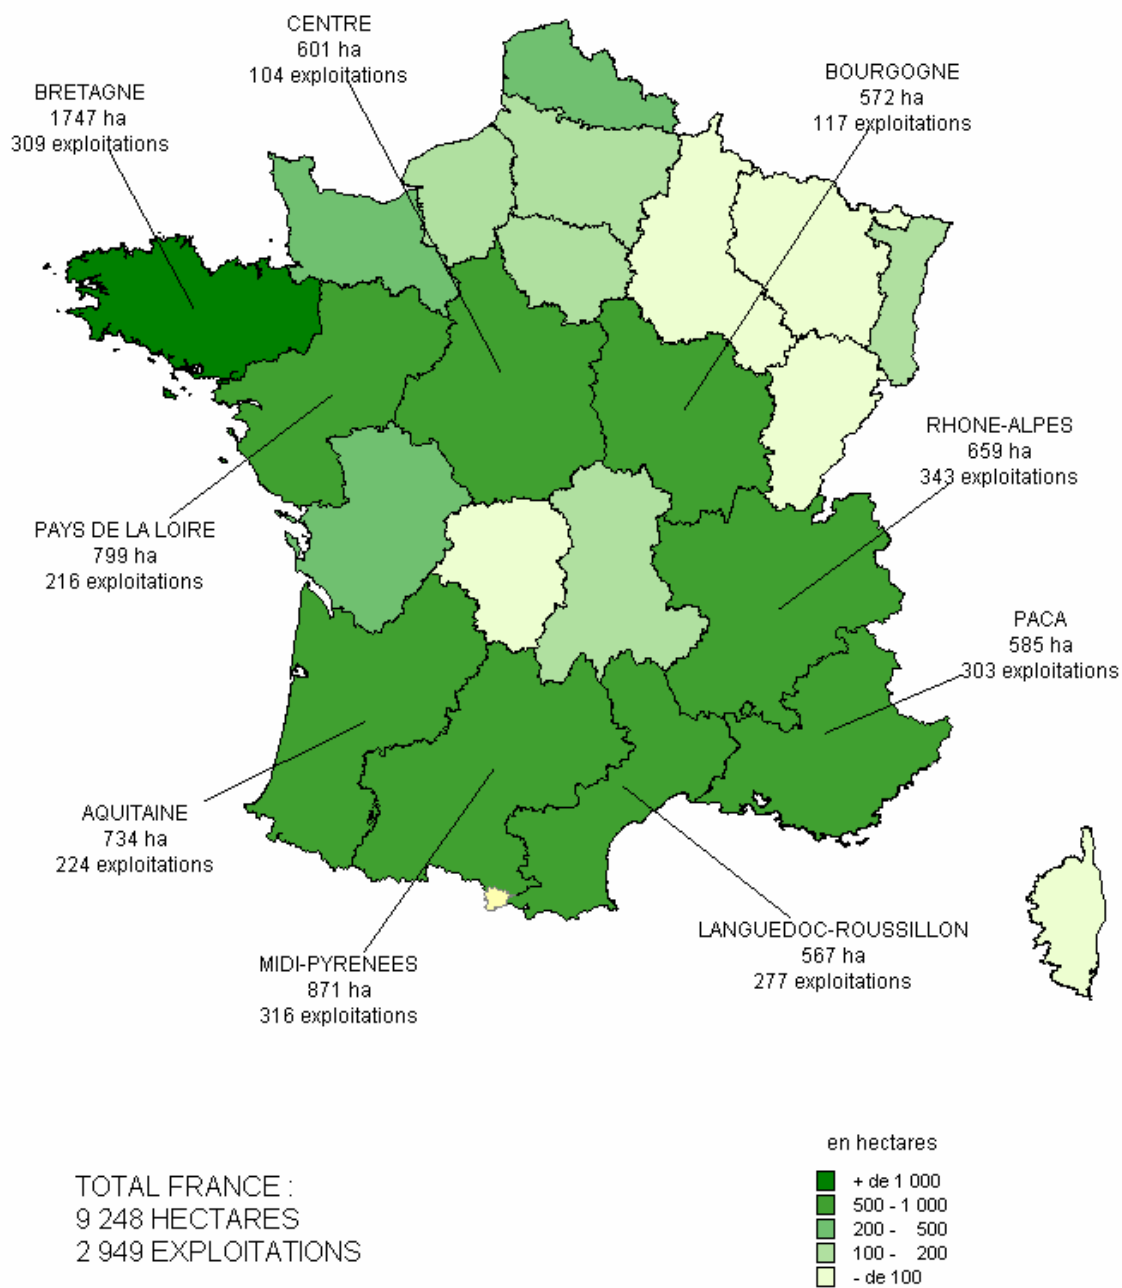 CENTRE
601 ha
104 exploitations
BOURGOGNE
572 ha
117 exploitations
BRETAGNE
1747 ha
309 exploitations
RHONE-ALPES
659 ha
343 exploitations
PAYS DE LA LOIRE
799 ha
216 exploitations
PACA
585 ha
303 exploitations
AQUITAINE
734 ha
224 exploitations
LANGUEDOC-ROUSSILLON
567 ha
277 exploitations
MIDI-PYRENEES
871 ha
316 exploitations
en hectares
+ de 1 000
500 - 1 000
200 - 500
100 - 200
- de 100
TOTAL FRANCE :
9 248 HECTARES
2 949 EXPLOITATIONS